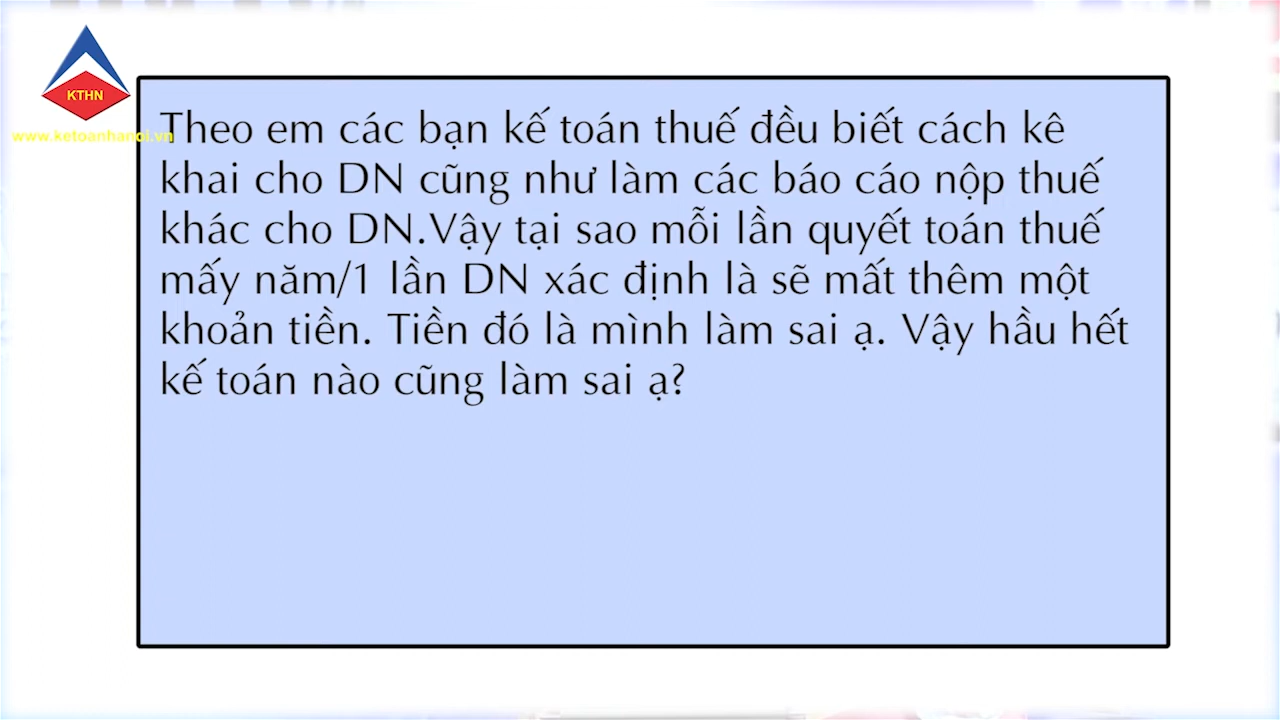 KTHN
www.ketoanhanoi.vn
Theo em các bạn kế toán thuế đều biết cách kê
khai cho DN cũng như làm các báo cáo nộp thuế
khác cho DN.Vậy tại sao mỗi lần quyết toán thuế
mấy năm/1 lần DN xác định là sẽ mất thêm một
khoản tiền. Tiền đó là mình làm sai ạ. Vậy hầu hết
kế toán nào cũng làm sai ạ?